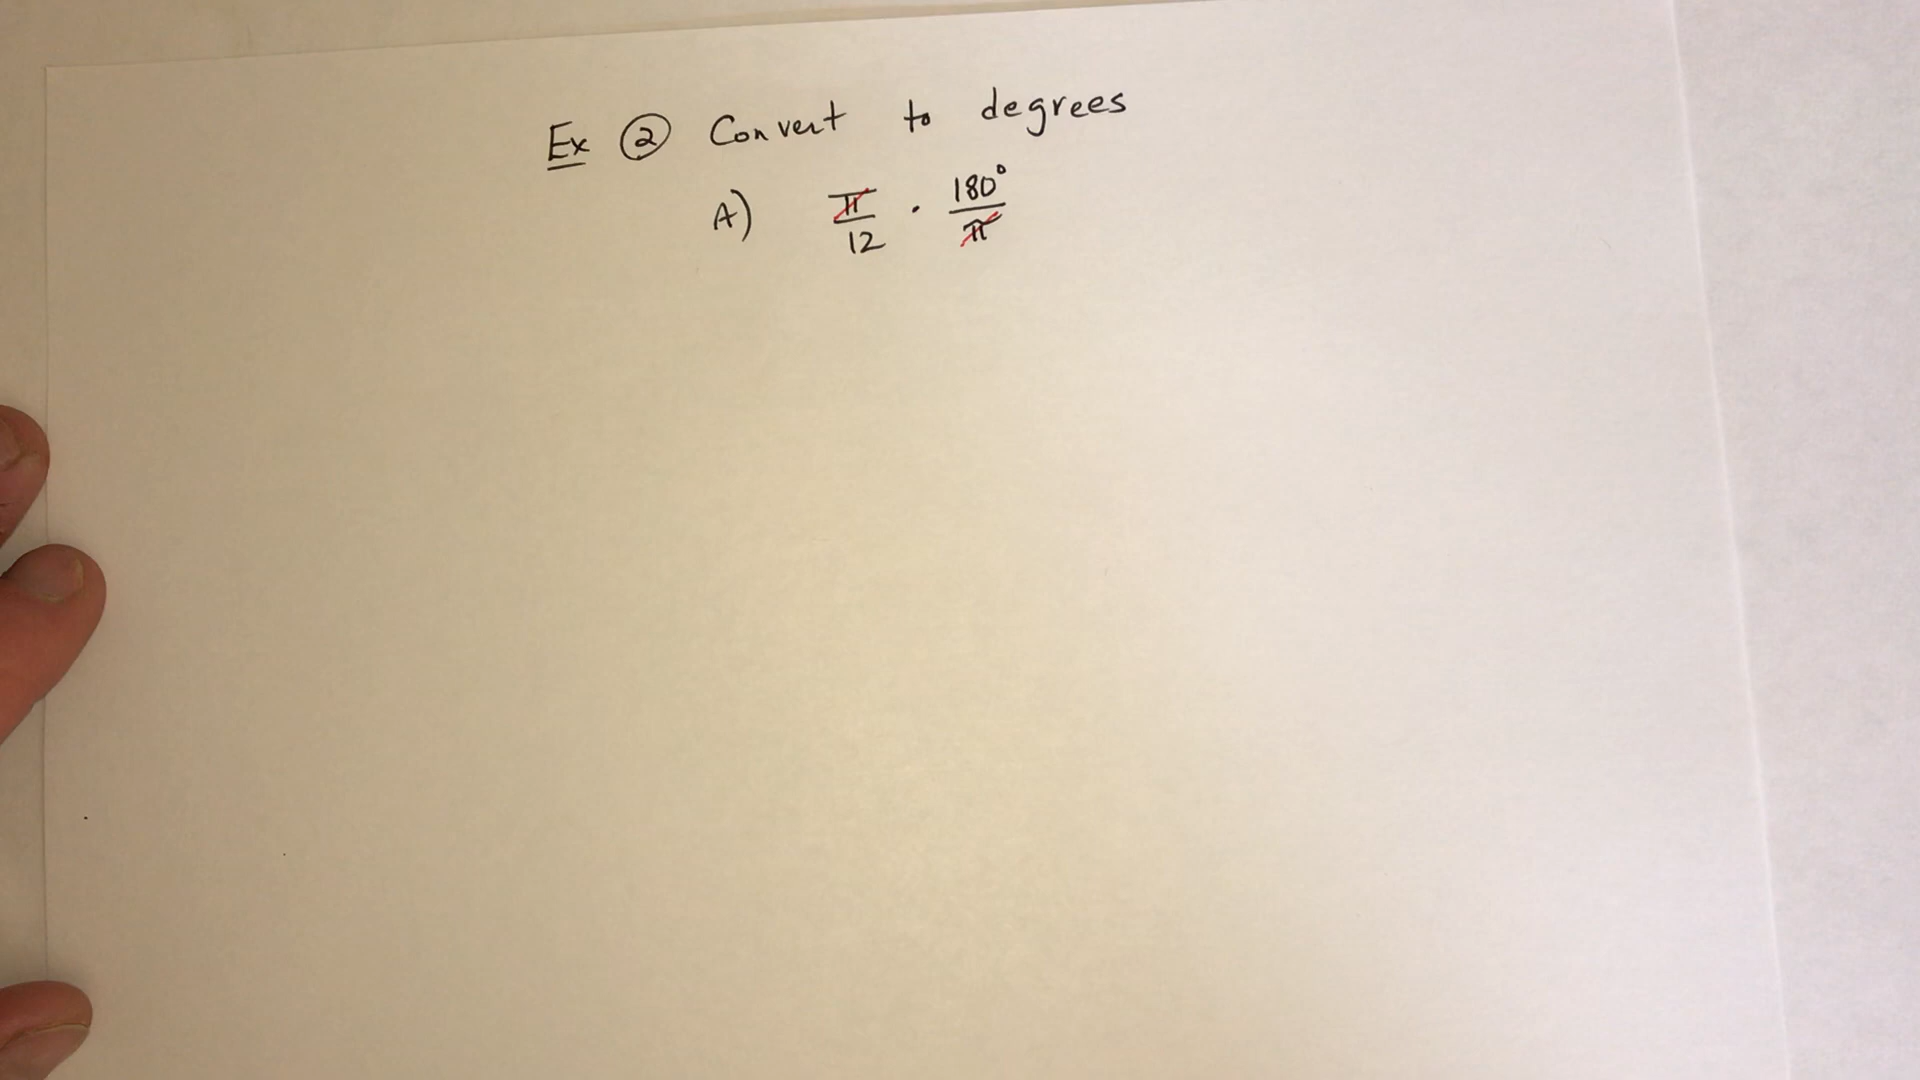 Ex ② Convert to degrees
A) π/12 · 180°/π